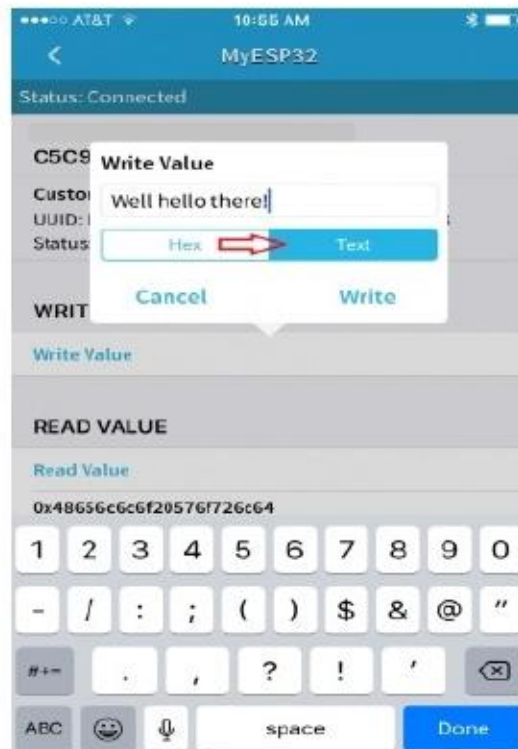 AT&T 10:55 AM
MyESP32
Status: Connected
C5C9
Write Value
Custo
Well hello there!
UUID:
Status
Hex Text
Cancel Write
WRIT
Write Value
READ VALUE
Read Value
0x48656c6c6f20576f726c64
1 2 3 4 5 6 7 8 9 0
- / : ; ( ) $ & @ "
#+= . , ? ! '
ABC space Done